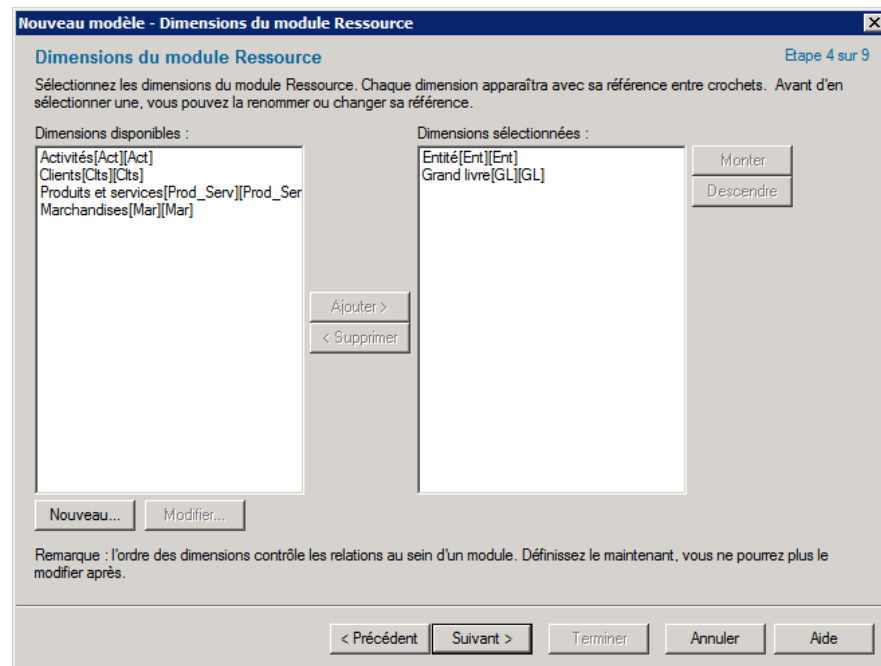 Nouveau modèle - Dimensions du module Ressource
Dimensions du module Ressource
Etape 4 sur 9
Sélectionnez les dimensions du module Ressource. Chaque dimension apparaîtra avec sa référence entre crochets. Avant d'en
sélectionner une, vous pouvez la renommer ou changer sa référence.
Dimensions disponibles :
Activités[Act][Act]
Clients[Clts][Clts]
Produits et services[Prod_Serv][Prod_Ser
Marchandises[Mar][Mar]
Ajouter >
< Supprimer
Dimensions sélectionnées :
Entité[Ent][Ent]
Grand livre[GL][GL]
Monter
Descendre
Nouveau...
Modifier...
Remarque : l'ordre des dimensions contrôle les relations au sein d'un module. Définissez le maintenant, vous ne pourrez plus le
modifier après.
< Précédent
Suivant >
Terminer
Annuler
Aide